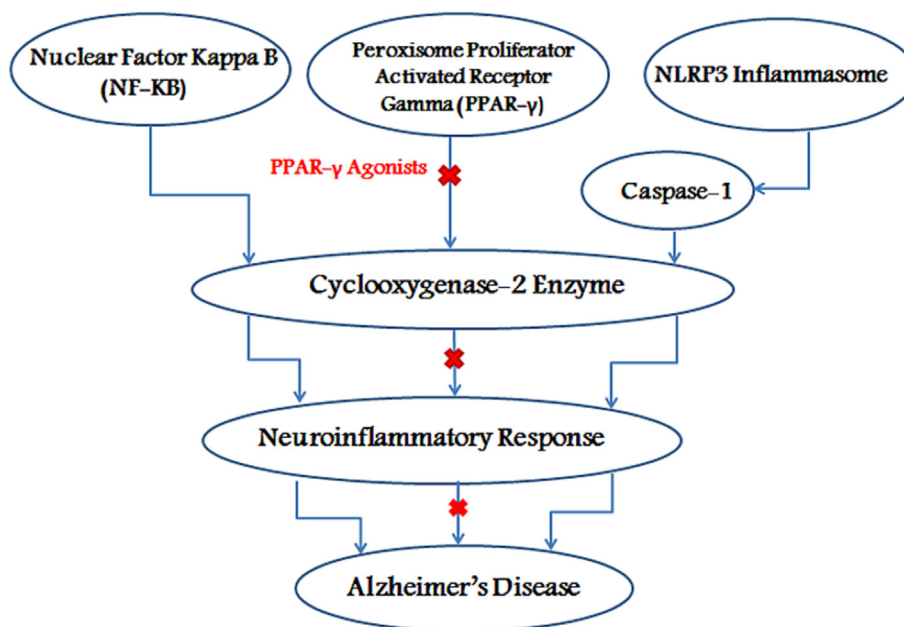 Nuclear Factor Kappa B
(NF-KB)
Peroxisome Proliferator
Activated Receptor
Gamma (PPAR-γ)
NLRP3 Inflammasome
PPAR-γ Agonists
Caspase-1
Cyclooxygenase-2 Enzyme
Neuroinflammatory Response
Alzheimer's Disease